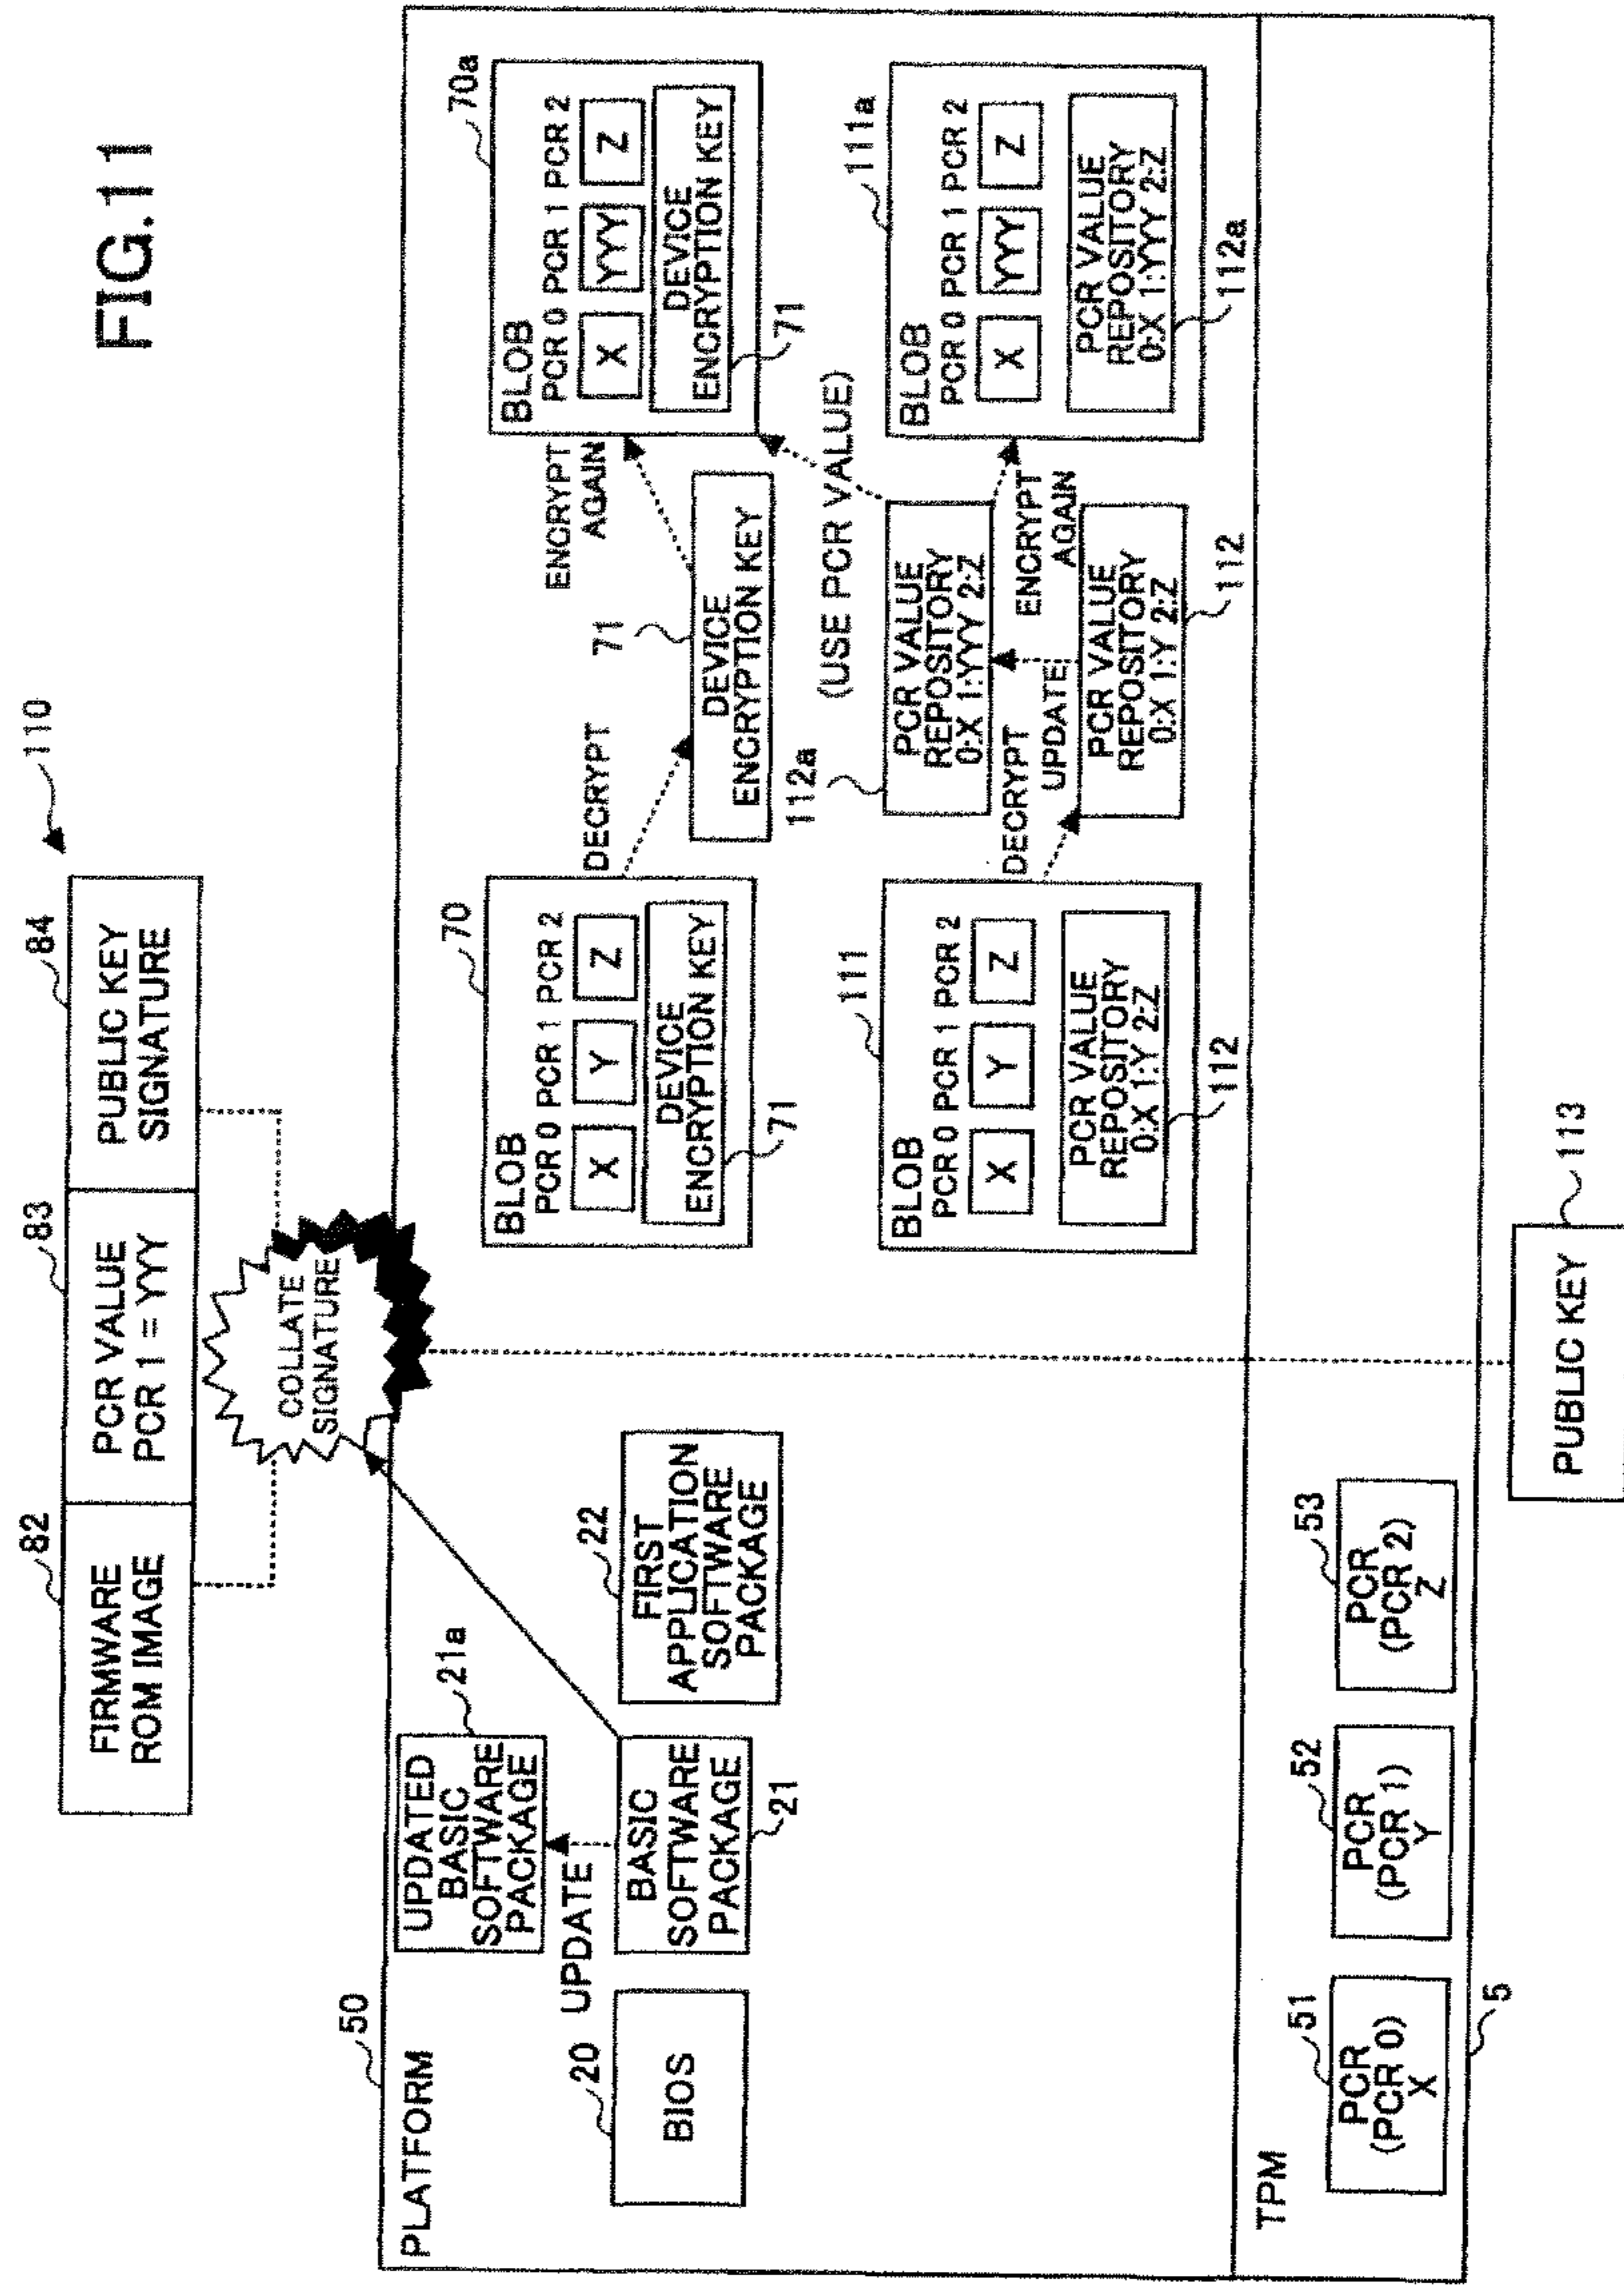 FIG.11
110
82
FIRMWARE
ROM IMAGE
83
PCR VALUE
PCR 1 = YYY
84
PUBLIC KEY
SIGNATURE
COLLATE
SIGNATURE
50
PLATFORM
UPDATED
BASIC
SOFTWARE
PACKAGE
21a
UPDATE
20
BIOS
BASIC
SOFTWARE
PACKAGE
21
22
FIRST
APPLICATION
SOFTWARE
PACKAGE
70
BLOB
PCR 0 PCR 1 PCR 2
X Y Z
DEVICE
ENCRYPTION KEY
71
DECRYPT
71
DEVICE
ENCRYPTION KEY
ENCRYPT
AGAIN
70a
BLOB
PCR 0 PCR 1 PCR 2
X YYY Z
DEVICE
ENCRYPTION KEY
71
(USE PCR VALUE)
111
BLOB
PCR 0 PCR 1 PCR 2
X Y Z
PCR VALUE
REPOSITORY
0:X 1:Y 2:Z
112
112a
PCR VALUE
REPOSITORY
0:X 1:YYY 2:Z
DECRYPT
UPDATE
ENCRYPT
AGAIN
PCR VALUE
REPOSITORY
0:X 1:Y 2:Z
112
111a
BLOB
PCR 0 PCR 1 PCR 2
X YYY Z
PCR VALUE
REPOSITORY
0:X 1:YYY 2:Z
112a
TPM
51
PCR
(PCR 0)
X
52
PCR
(PCR 1)
Y
53
PCR
(PCR 2)
Z
5
PUBLIC KEY
113